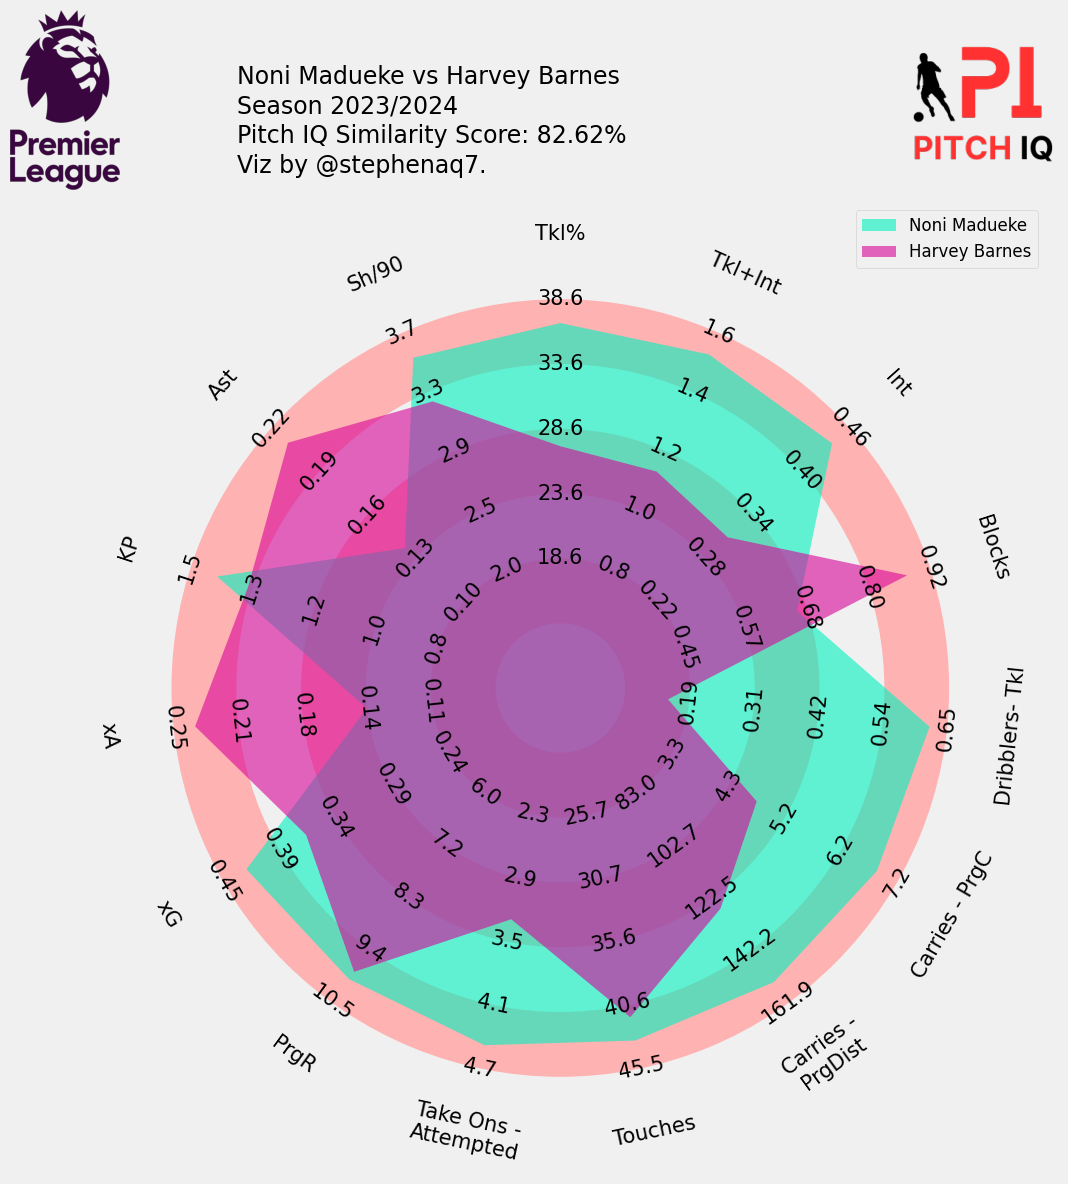 Noni Madueke vs Harvey Barnes
Season 2023/2024
Pitch IQ Similarity Score: 82.62%
Viz by @stephenaq7.
Premier
League
PI
PITCH IQ
Noni Madueke
Harvey Barnes
Tkl%
38.6
33.6
28.6
23.6
18.6
Tkl+Int
1.6
1.4
1.2
1.0
0.8
Int
0.46
0.40
0.34
0.28
0.22
Blocks
0.92
0.80
0.68
0.57
0.45
Dribblers- Tkl
0.65
0.54
0.42
0.31
0.19
Carries - PrgC
7.2
6.2
5.2
4.3
3.3
Carries -
PrgDist
161.9
142.2
122.5
102.7
83.0
Touches
45.5
40.6
35.6
30.7
25.7
Take Ons -
Attempted
4.7
4.1
3.5
2.9
2.3
PrgR
10.5
9.4
8.3
7.2
6.0
xG
0.45
0.39
0.34
0.29
0.24
xA
0.25
0.21
0.18
0.14
0.11
KP
1.5
1.3
1.2
1.0
0.8
Ast
0.22
0.19
0.16
0.13
0.10
Sh/90
3.7
3.3
2.9
2.5
2.0